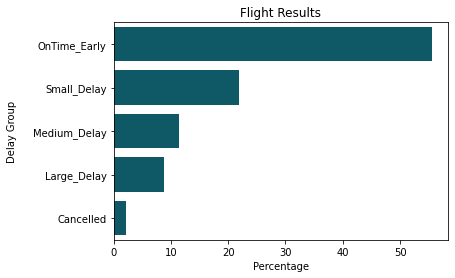 Flight Results
Delay Group
OnTime_Early
Small_Delay
Medium_Delay
Large_Delay
Cancelled
0 10 20 30 40 50
Percentage